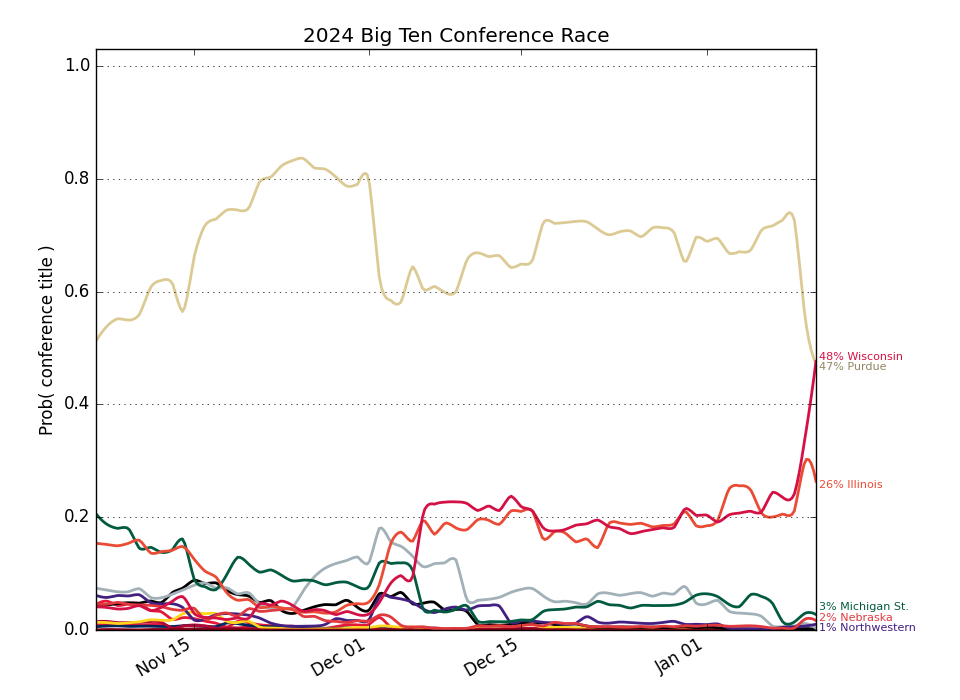 2024 Big Ten Conference Race
Prob( conference title )
1.0
0.8
0.6
0.4
0.2
0.0
48% Wisconsin
47% Purdue
26% Illinois
3% Michigan St.
2% Nebraska
1% Northwestern
Nov 15
Dec 01
Dec 15
Jan 01